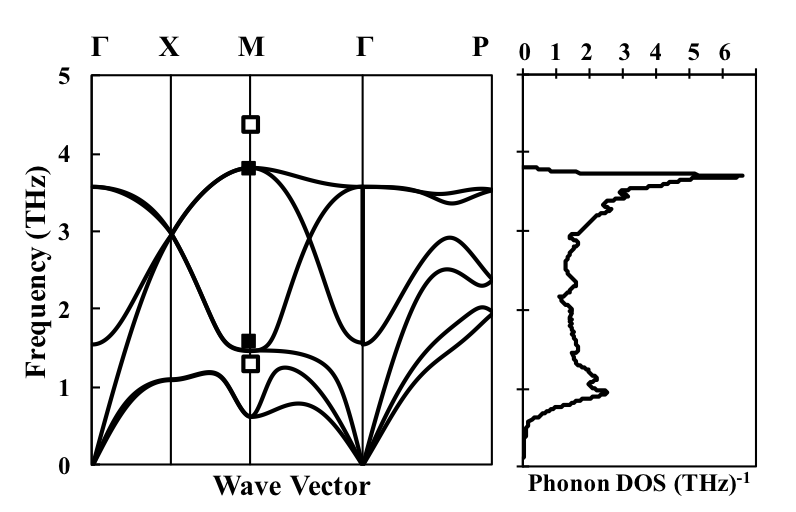 Γ X M Γ P
0 1 2 3 4 5 6
5
4
3
2
1
0
Frequency (THz)
Wave Vector
Phonon DOS (THz)-1